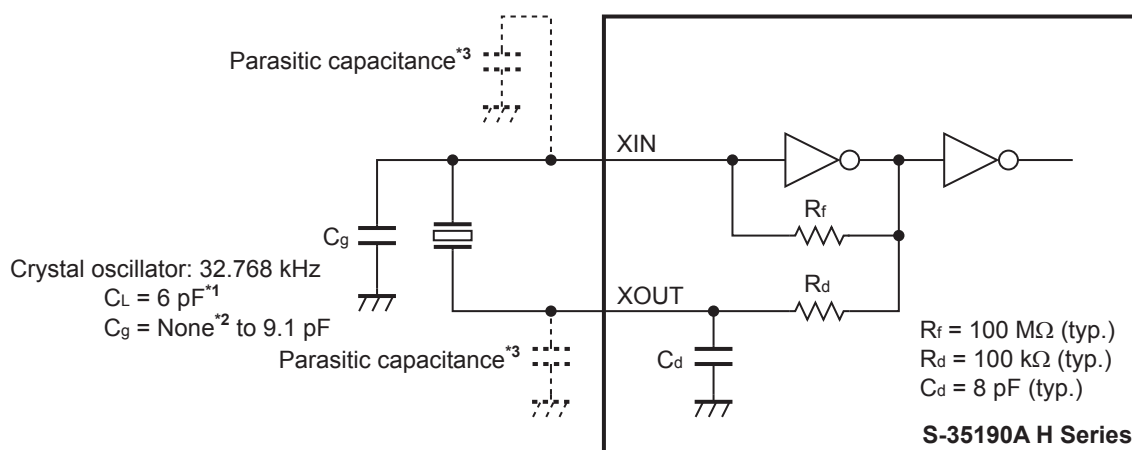 Parasitic capacitance*3
XIN
Rf
Cg
Crystal oscillator: 32.768 kHz
CL = 6 pF*1
Cg = None*2 to 9.1 pF
XOUT
Rd
Parasitic capacitance*3
Cd
Rf = 100 MΩ (typ.)
Rd = 100 kΩ (typ.)
Cd = 8 pF (typ.)
S-35190A H Series